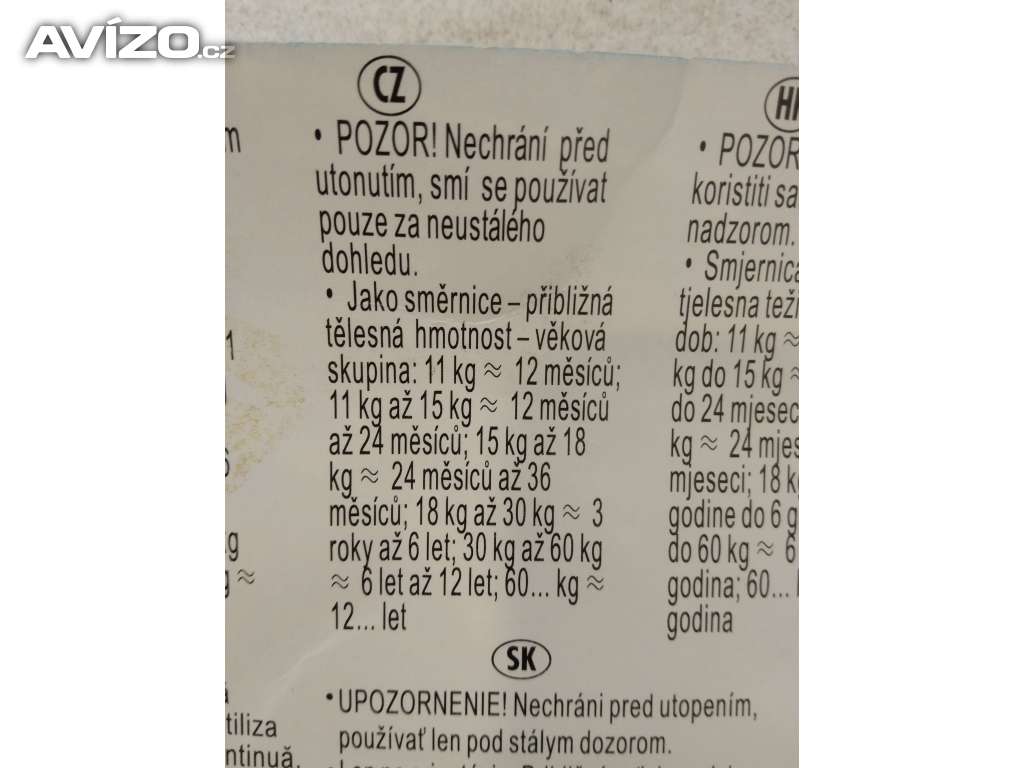 AVÍZO.cz
CZ
• POZOR! Nechrání před
utonutím, smí se používat
pouze za neustálého
dohledu.
• Jako směrnice – přibližná
tělesná hmotnost – věková
skupina: 11 kg ≈ 12 měsíců;
11 kg až 15 kg ≈ 12 měsíců
až 24 měsíců; 15 kg až 18
kg ≈ 24 měsíců až 36
měsíců; 18 kg až 30 kg ≈ 3
roky až 6 let; 30 kg až 60 kg
≈ 6 let až 12 let; 60... kg ≈
12... let
SK
• UPOZORNENIE! Nechráni pred utopením,
používať len pod stálym dozorom.
• POZOR
koristiti sa
nadzorom.
• Smjernica
tjelesna teži
dob: 11 kg ≈
kg do 15 kg ≈
do 24 mjesec
kg ≈ 24 mjes
mjeseci; 18 k
godine do 6 g
do 60 kg ≈ 6
godina; 60...
godina
tiliza
ntinuă.